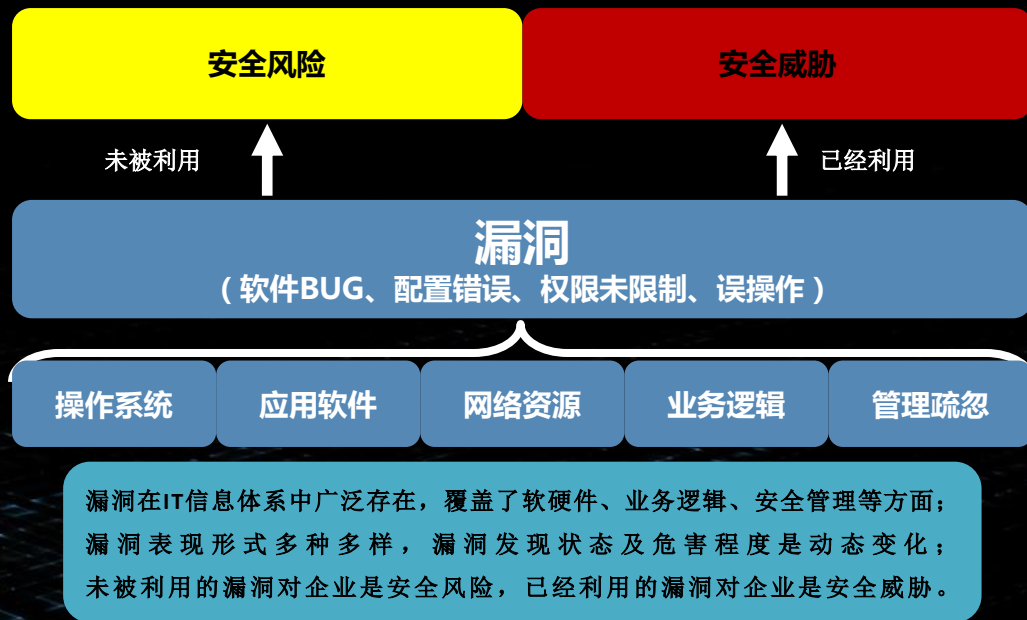 安全风险
安全威胁
未被利用
已经利用
漏洞
（软件BUG、配置错误、权限未限制、误操作）
操作系统
应用软件
网络资源
业务逻辑
管理疏忽
漏洞在IT信息体系中广泛存在，覆盖了软硬件、业务逻辑、安全管理等方面；
漏洞表现形式多种多样，漏洞发现状态及危害程度是动态变化；
未被利用的漏洞对企业是安全风险，已经利用的漏洞对企业是安全威胁。